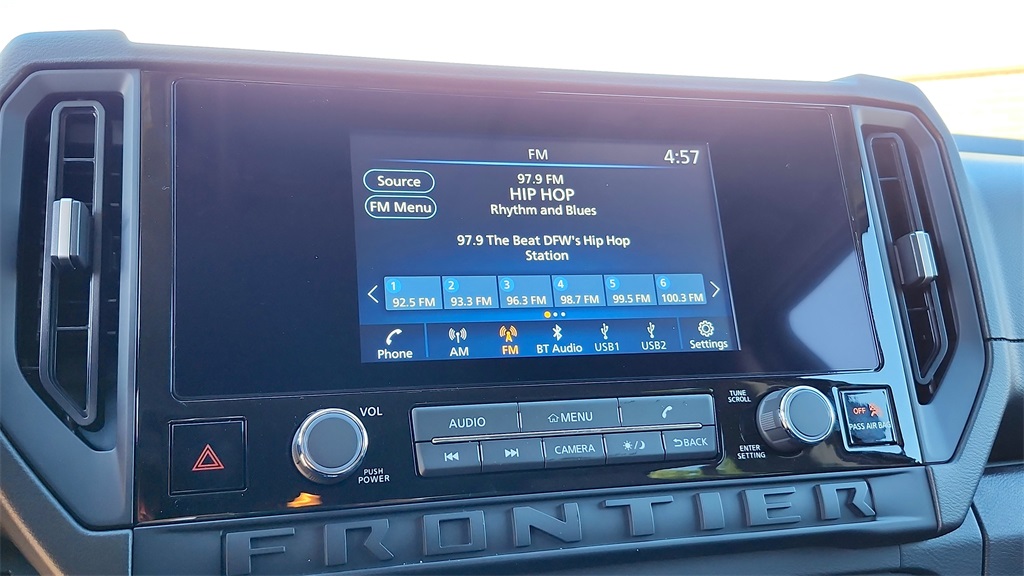 FM
4:57
Source
97.9 FM
HIP HOP
FM Menu
Rhythm and Blues
97.9 The Beat DFW's Hip Hop
Station
1 2 3 4 5 6
92.5 FM 93.3 FM 96.3 FM 98.7 FM 99.5 FM 100.3 FM
Phone AM FM BT Audio USB1 USB2 Settings
VOL
PUSH
POWER
AUDIO
MENU
CAMERA
BACK
TUNE
SCROLL
ENTER
SETTING
OFF
PASS AIR BAG
FRONTIER